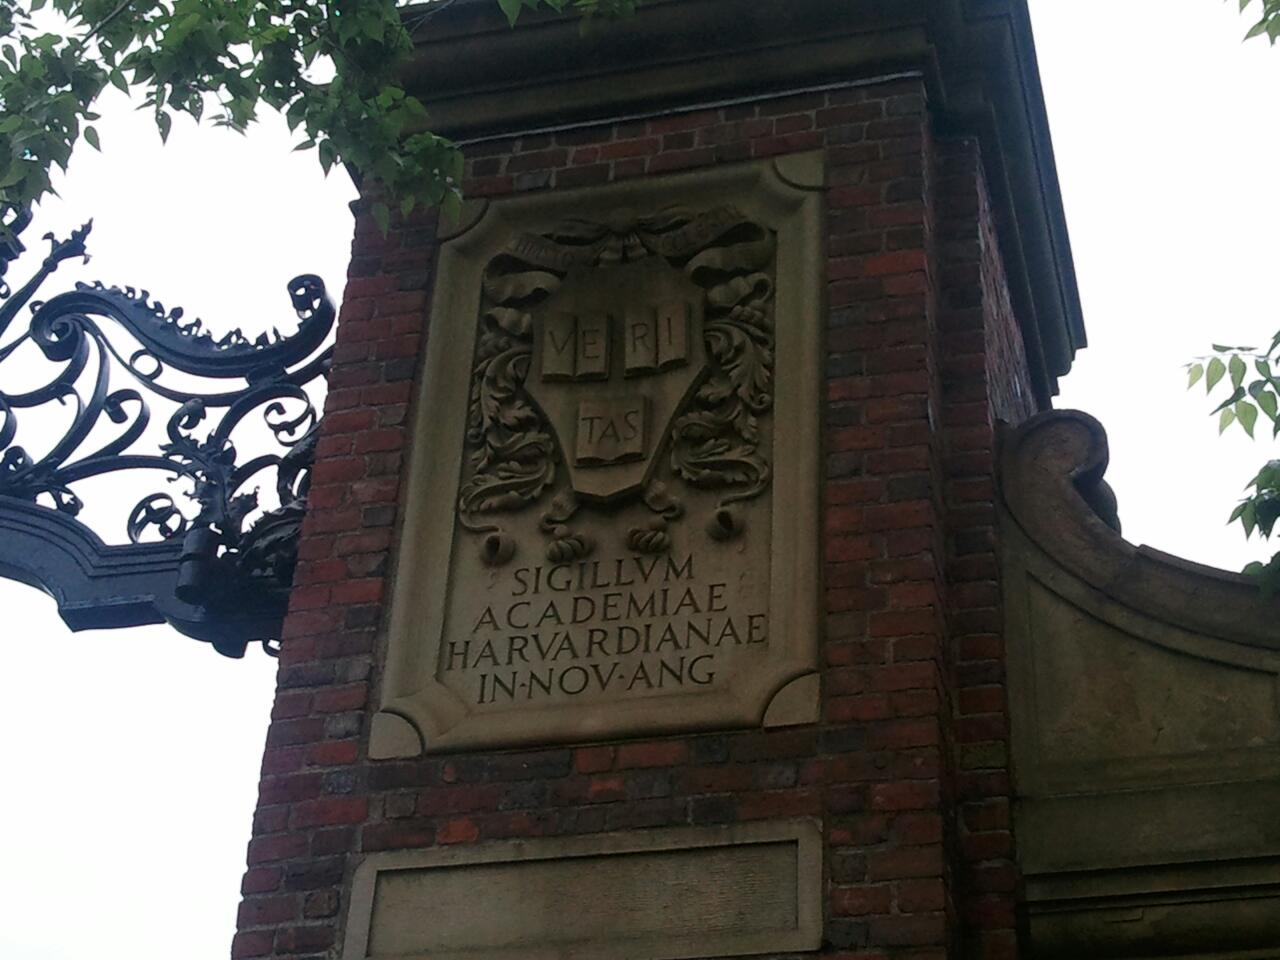 VE RI
TAS
SIGILLVM
ACADEMIAE
HARVARDIANAE
IN·NOV·ANG